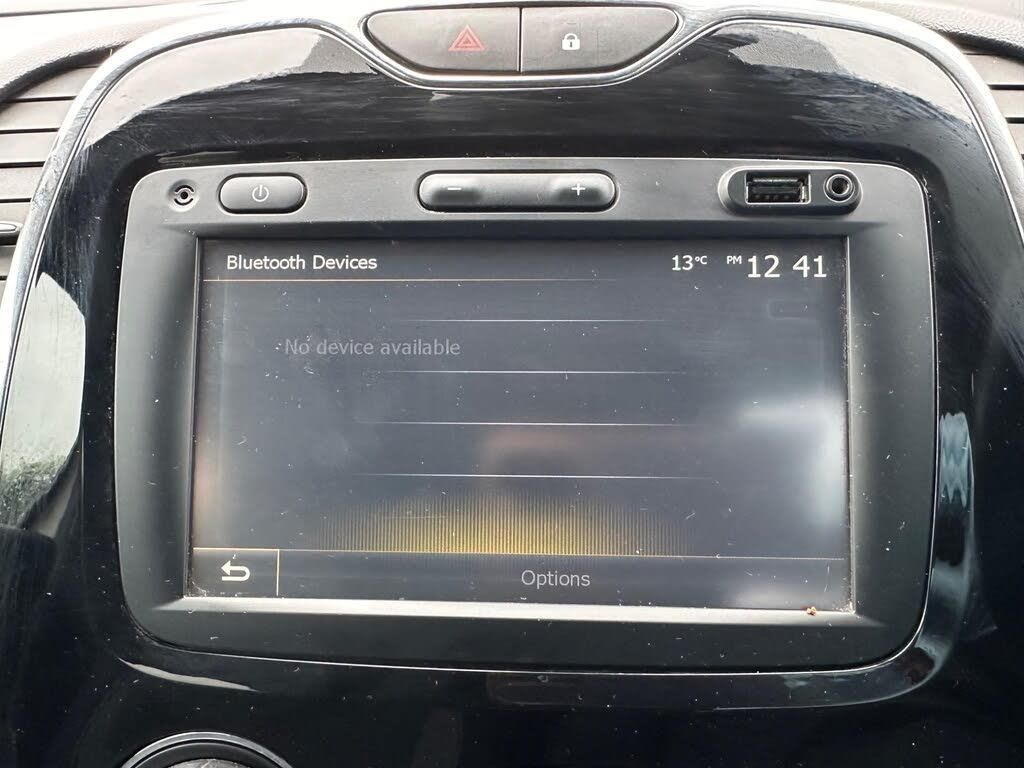 Bluetooth Devices
13°C
PM 12 41
No device available
Options